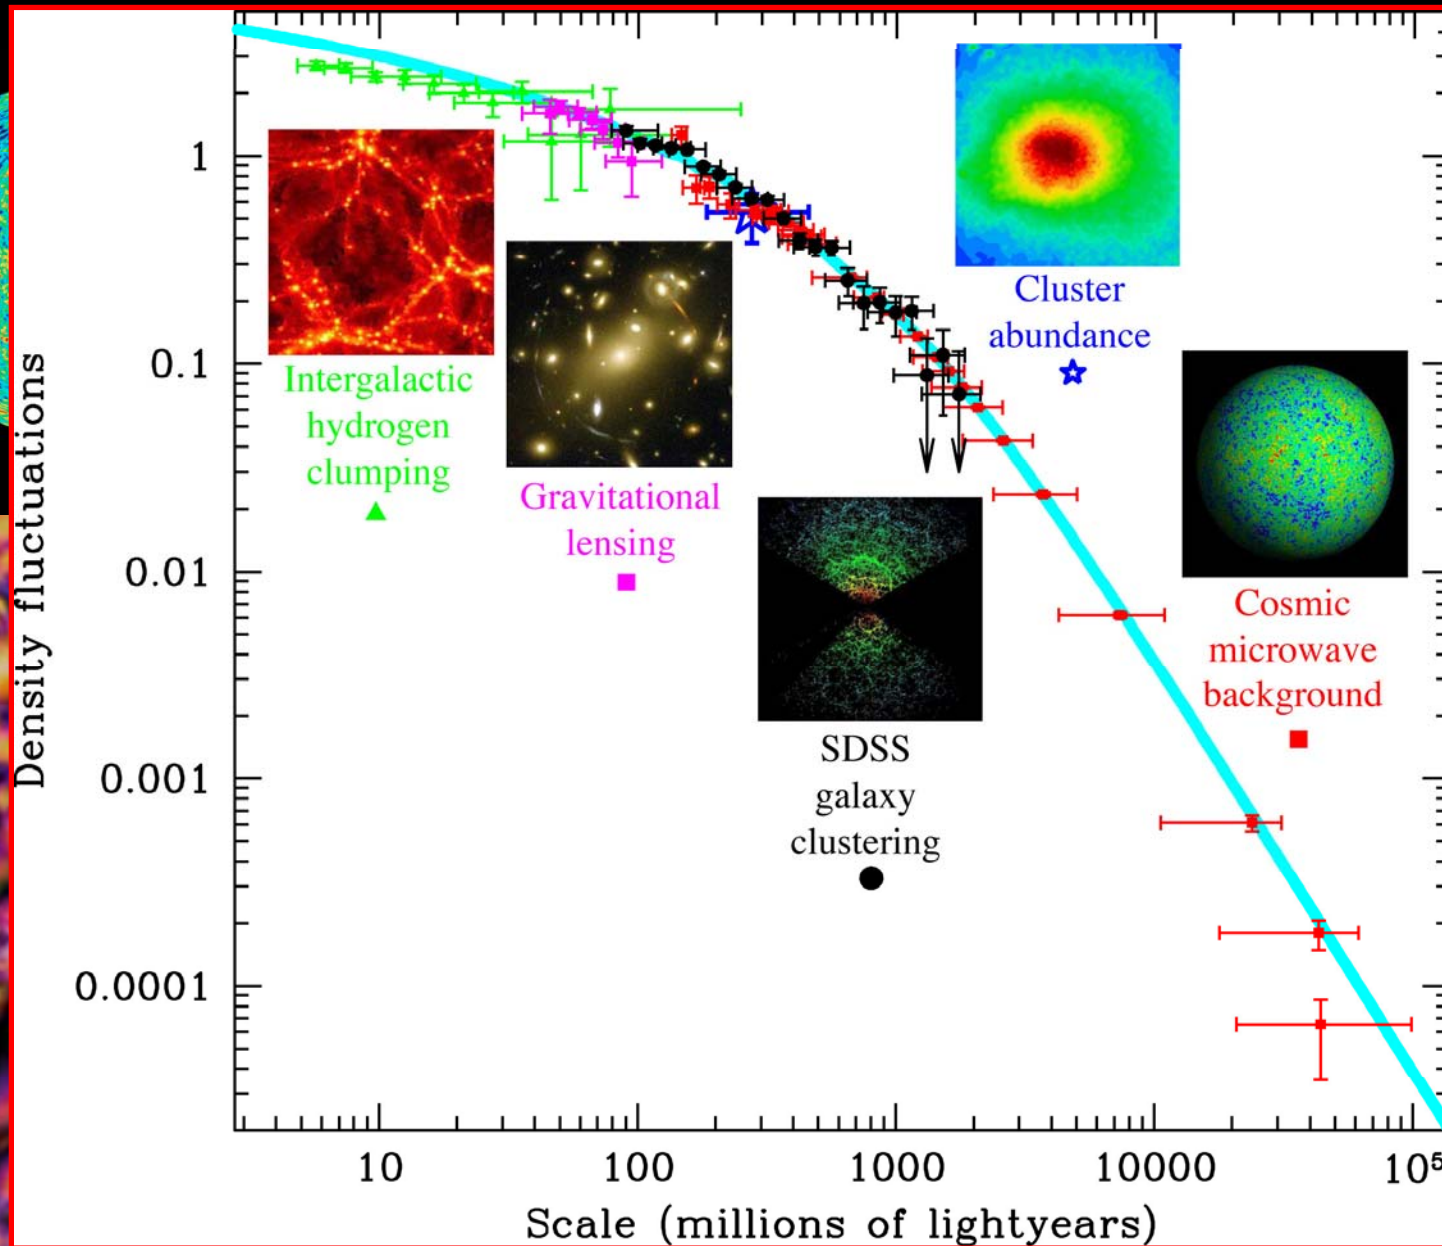 Density fluctuations
1
0.1
0.01
0.001
0.0001
Intergalactic
hydrogen
clumping
Gravitational
lensing
SDSS
galaxy
clustering
Cluster
abundance
Cosmic
microwave
background
10
100
1000
10000
10⁵
Scale (millions of lightyears)